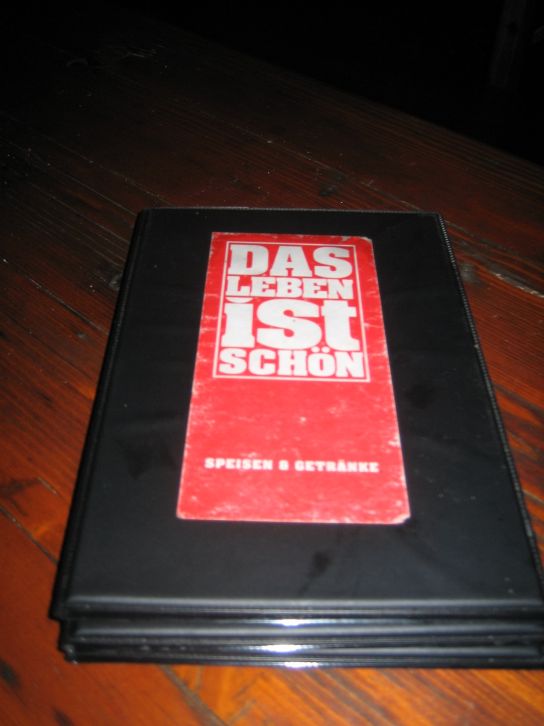 DAS
LEBEN
ist
SCHÖN
SPEISEN & GETRÄNKE